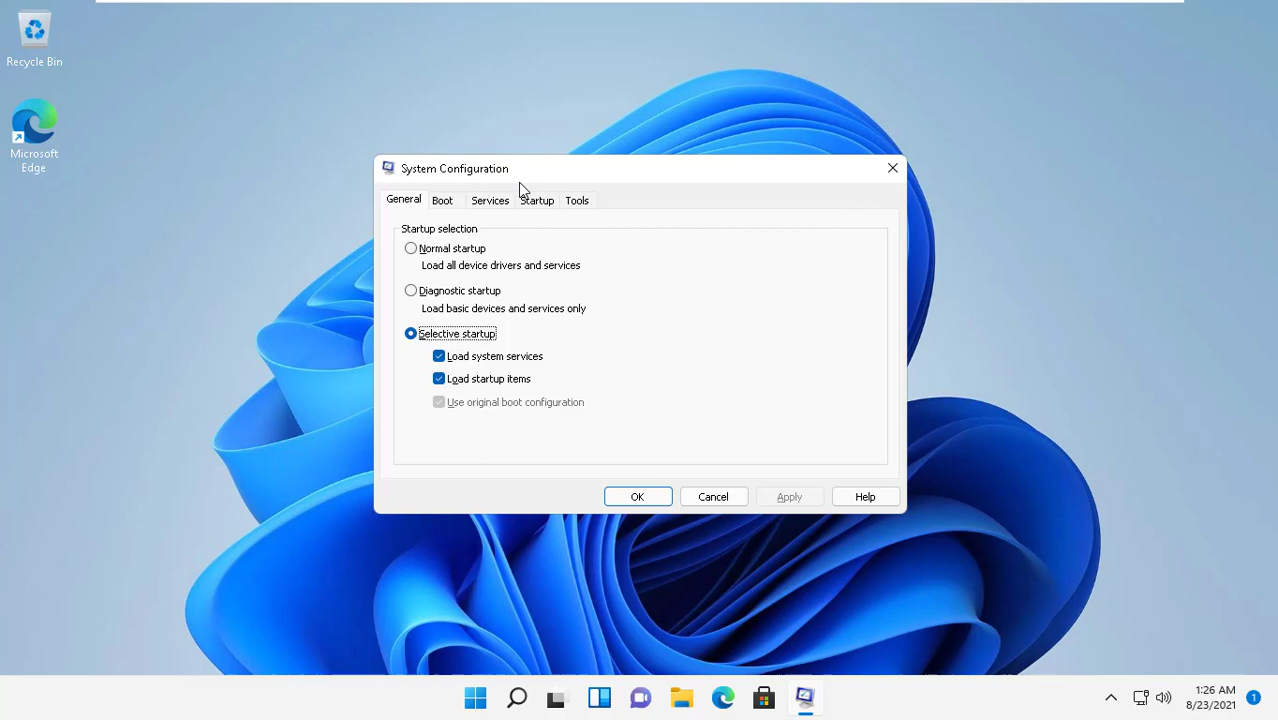 Recycle Bin
Microsoft
Edge
System Configuration
General Boot Services Startup Tools
Startup selection
Normal startup
Load all device drivers and services
Diagnostic startup
Load basic devices and services only
Selective startup
Load system services
Load startup items
Use original boot configuration
OK Cancel Apply Help
1:26 AM
8/23/2021
1